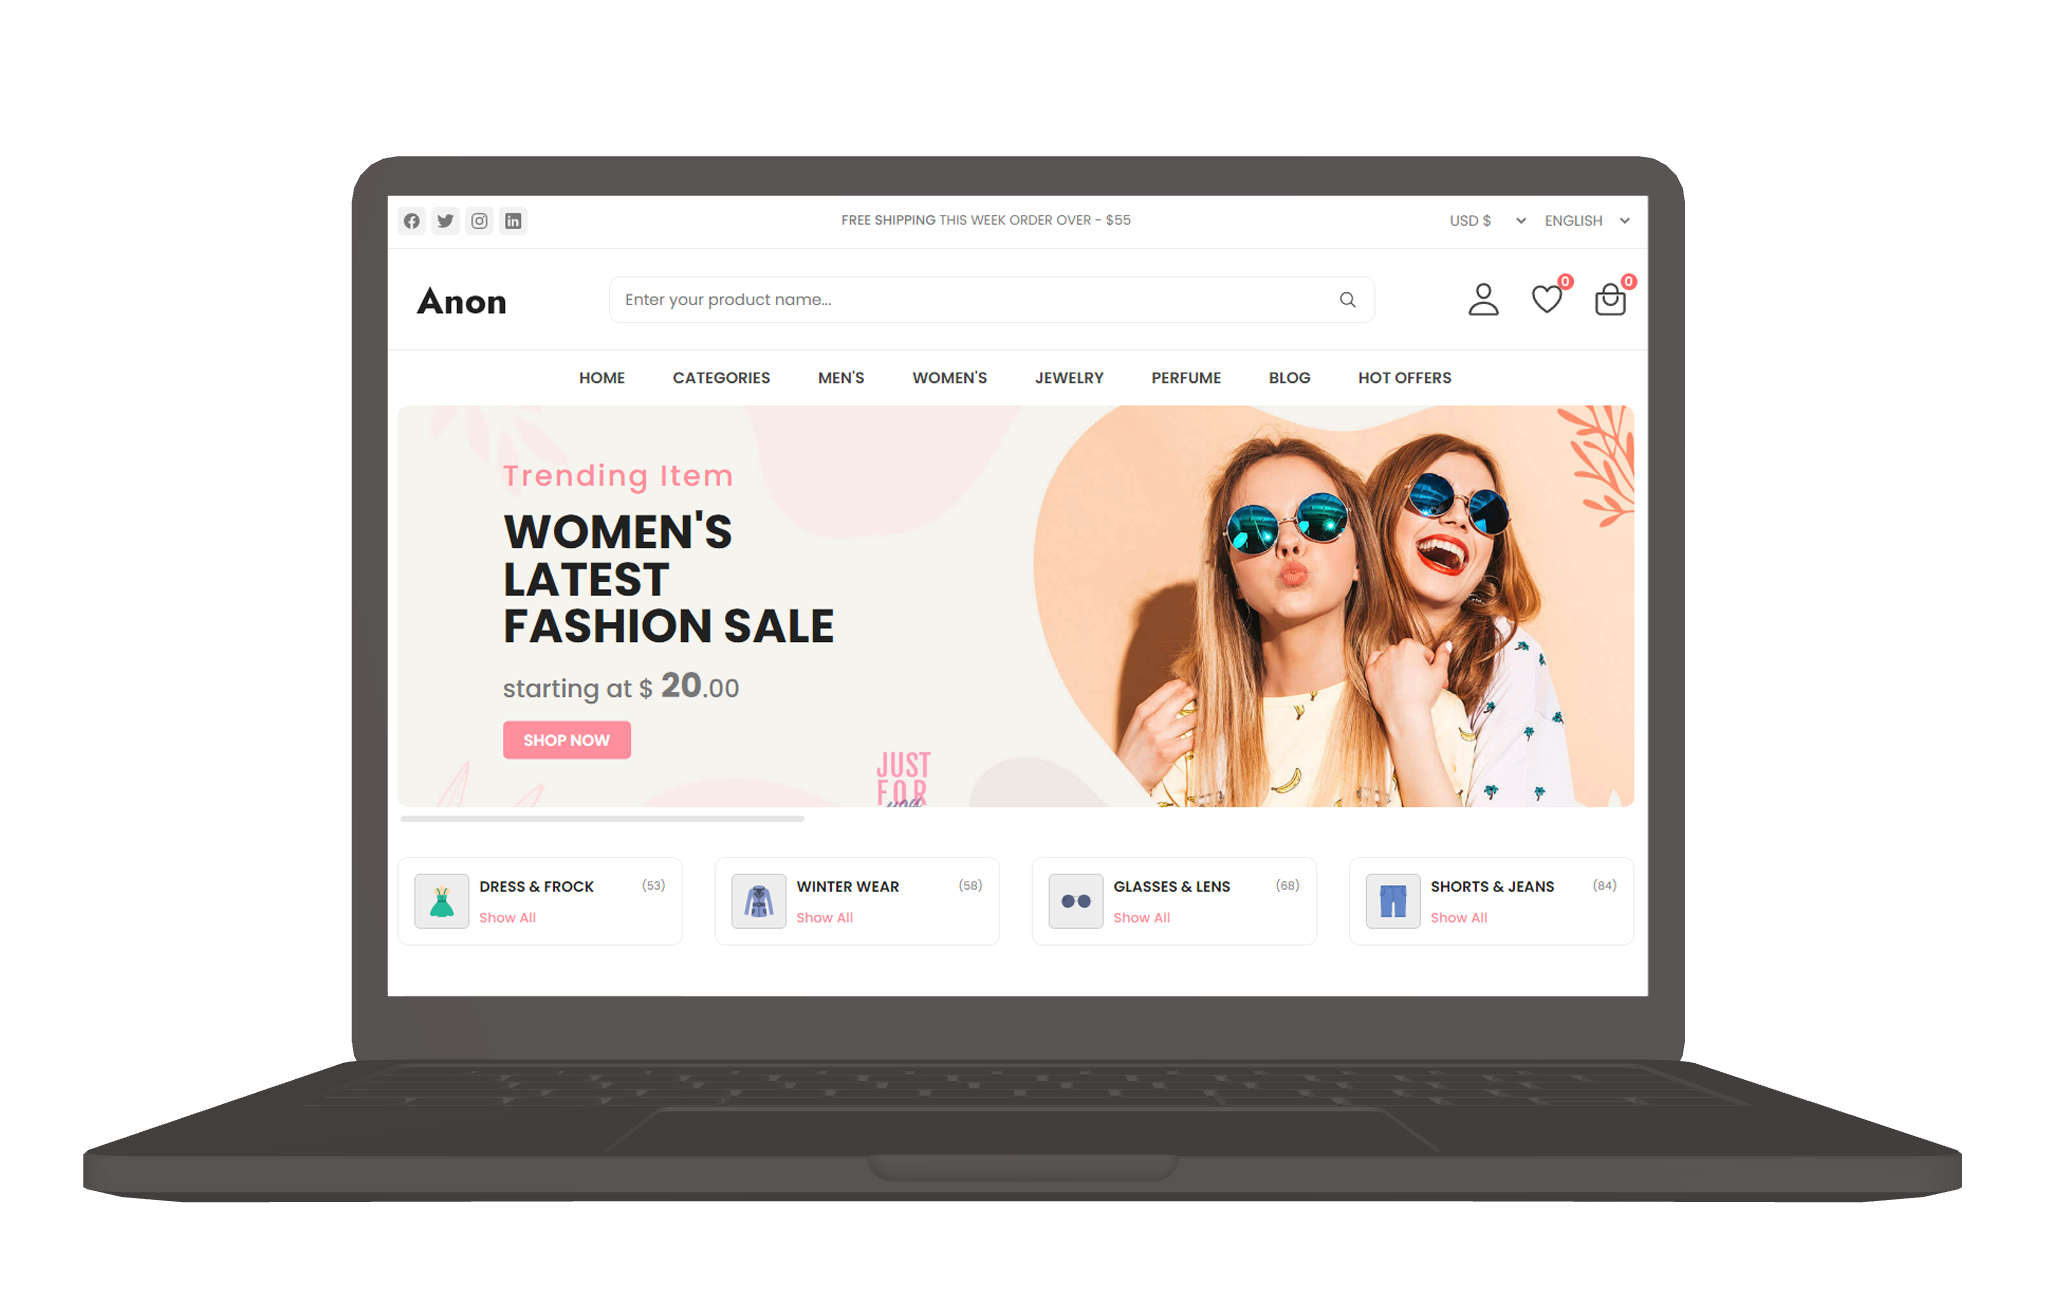 FREE SHIPPING THIS WEEK ORDER OVER - $55
USD $
ENGLISH
Anon
Enter your product name...
0
0
HOME
CATEGORIES
MEN'S
WOMEN'S
JEWELRY
PERFUME
BLOG
HOT OFFERS
Trending Item
WOMEN'S
LATEST
FASHION SALE
starting at $ 20.00
SHOP NOW
JUST
FOR
you
DRESS & FROCK
(53)
Show All
WINTER WEAR
(58)
Show All
GLASSES & LENS
(68)
Show All
SHORTS & JEANS
(84)
Show All